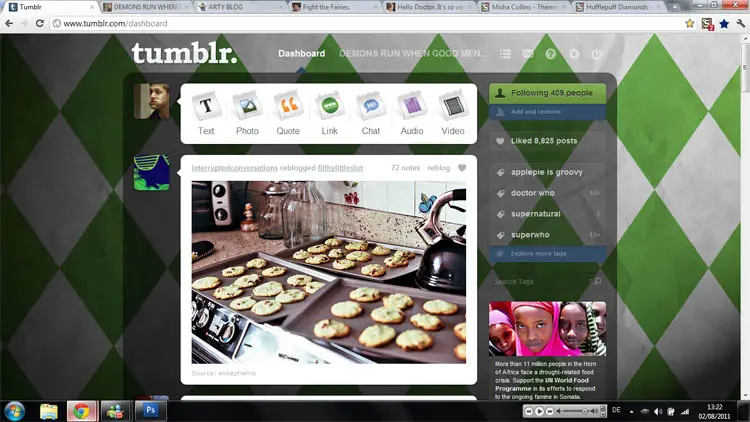 Tumblr
DEMONS RUN WHEN
ARTY BLOG
Fight the Fairies.
Hello Doctor. It's so ve
Misha Collins - Theme
Hufflepuff Diamonds
www.tumblr.com/dashboard
tumblr.
Dashboard
DEMONS RUN WHEN GOOD MEN...
Text
Photo
Quote
Link
Chat
Audio
Video
interruptedconversations reblogged filthylittleslut:
72 notes
reblog
Source: enkephalins
Following 409 people
Add and remove
Liked 8,825 posts
applepie is groovy
doctor who
supernatural
superwho
Explore more tags
Search Tags
More than 11 million people in the Horn
of Africa face a drought-related food
crisis. Support the UN World Food
Programme in its efforts to respond
to the ongoing famine in Somalia.
Ps
DE
13:22
02/08/2011